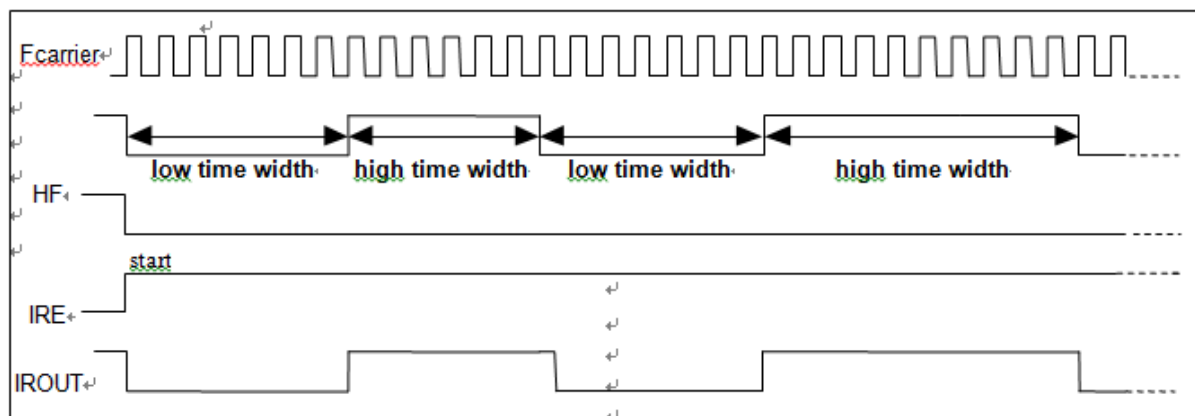 Fcarrier
low time width high time width low time width high time width
HF
start
IRE
IROUT